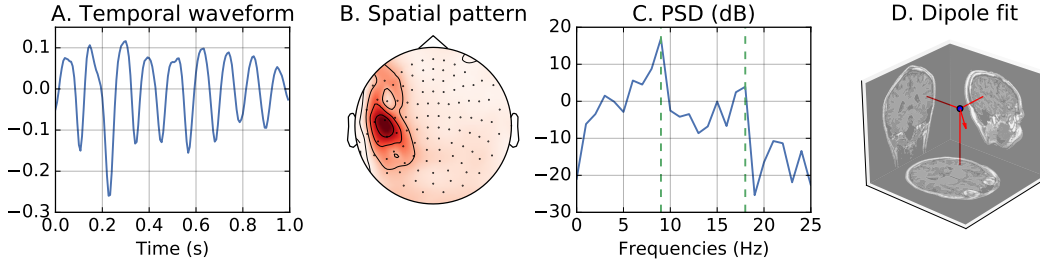 A. Temporal waveform
0.1
0.0
−0.1
−0.2
−0.3
0.0 0.2 0.4 0.6 0.8 1.0
Time (s)
B. Spatial pattern
C. PSD (dB)
20
10
0
−10
−20
−30
0 5 10 15 20 25
Frequencies (Hz)
D. Dipole fit